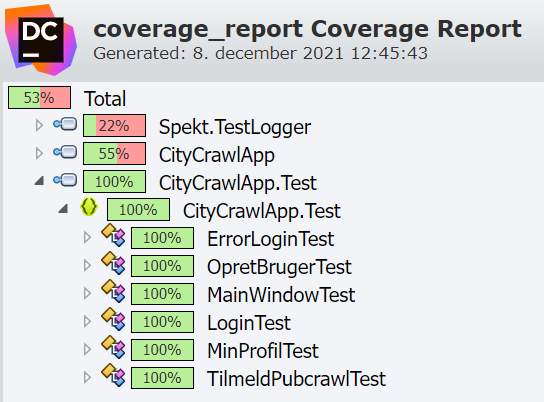 DC
coverage_report Coverage Report
Generated: 8. december 2021 12:45:43
53% Total
22% Spekt.TestLogger
55% CityCrawlApp
100% CityCrawlApp.Test
100% CityCrawlApp.Test
100% ErrorLoginTest
100% OpretBrugerTest
100% MainWindowTest
100% LoginTest
100% MinProfilTest
100% TilmeldPubcrawlTest